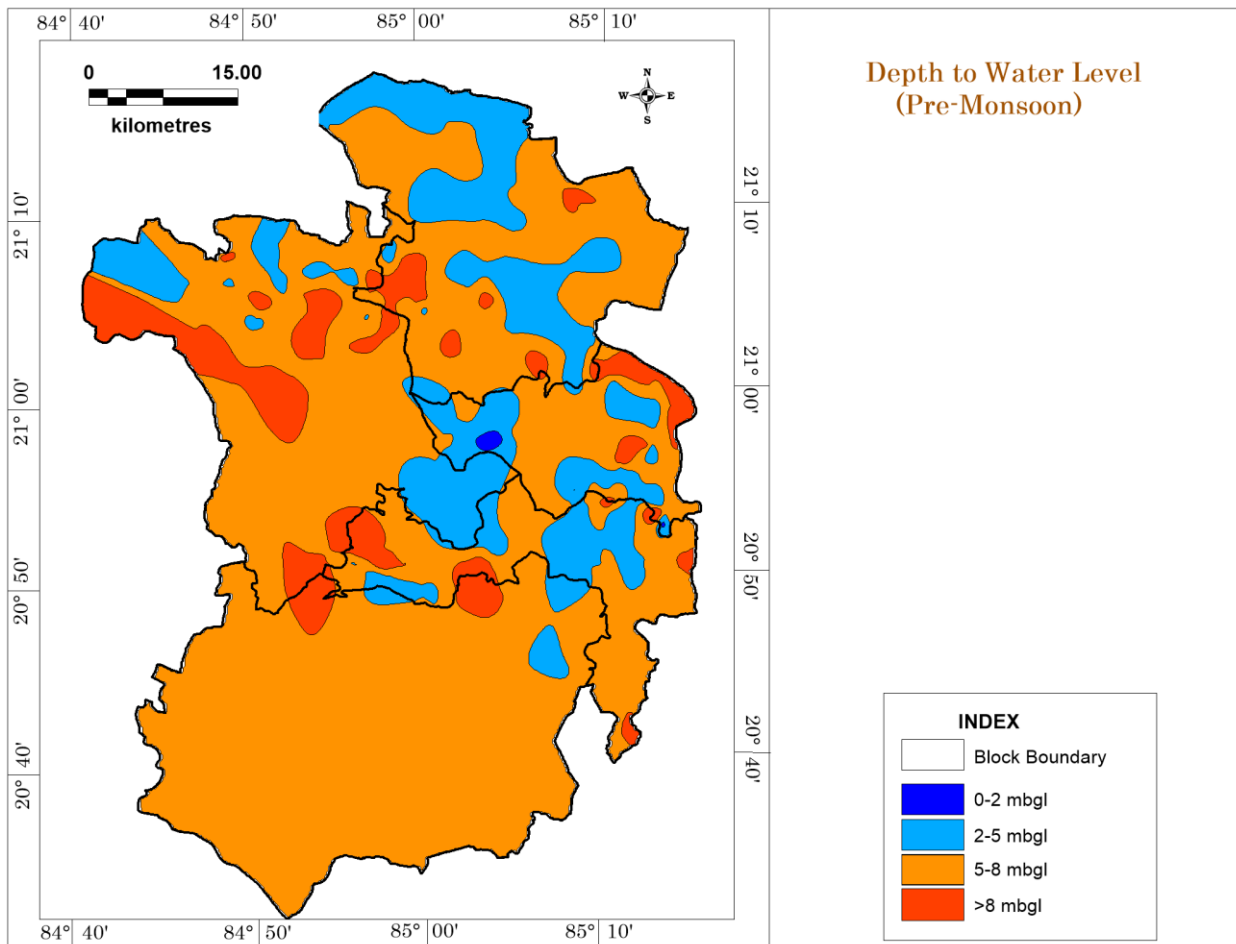 84° 40'
84° 50'
85° 00'
85° 10'
0
15.00
kilometres
N
W
E
S
Depth to Water Level
(Pre-Monsoon)
21° 10'
21° 10'
21° 00'
21° 00'
20° 50'
20° 50'
20° 40'
20° 40'
INDEX
Block Boundary
0-2 mbgl
2-5 mbgl
5-8 mbgl
>8 mbgl
84° 40'
84° 50'
85° 00'
85° 10'